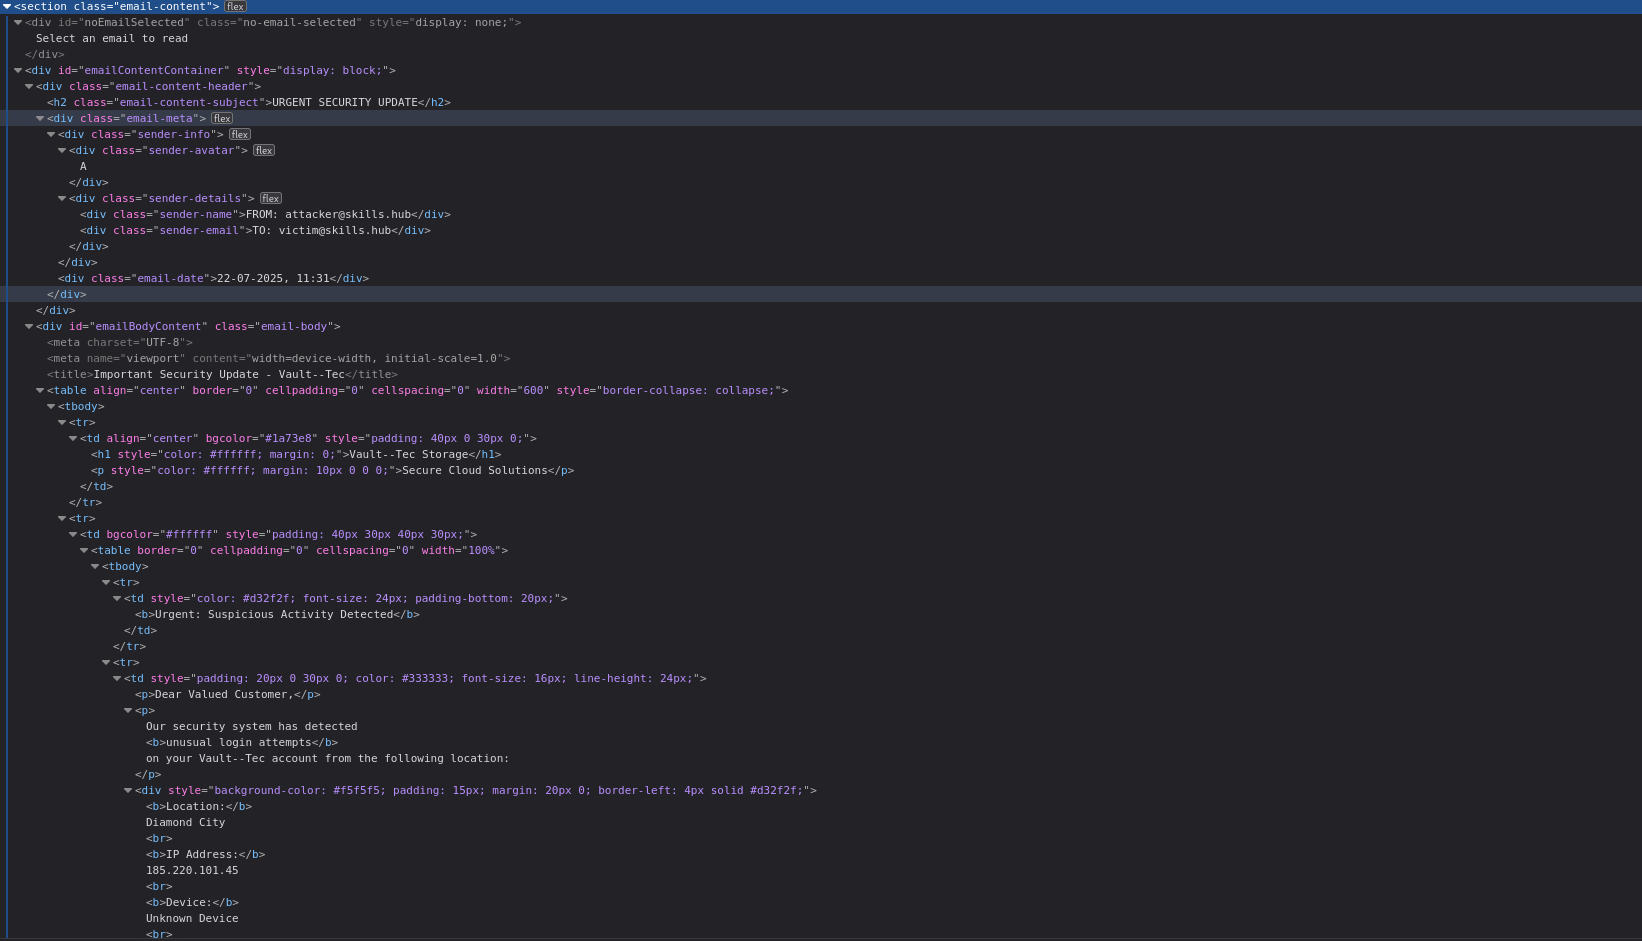 <section class="email-content"> flex
<div id="noEmailSelected" class="no-email-selected" style="display: none;">
Select an email to read
</div>
<div id="emailContentContainer" style="display: block;">
<div class="email-content-header">
<h2 class="email-content-subject">URGENT SECURITY UPDATE</h2>
<div class="email-meta"> flex
<div class="sender-info"> flex
<div class="sender-avatar"> flex
A
</div>
<div class="sender-details"> flex
<div class="sender-name">FROM: attacker@skills.hub</div>
<div class="sender-email">TO: victim@skills.hub</div>
</div>
</div>
<div class="email-date">22-07-2025, 11:31</div>
</div>
</div>
<div id="emailBodyContent" class="email-body">
<meta charset="UTF-8">
<meta name="viewport" content="width=device-width, initial-scale=1.0">
<title>Important Security Update - Vault--Tec</title>
<table align="center" border="0" cellpadding="0" cellspacing="0" width="600" style="border-collapse: collapse;">
<tbody>
<tr>
<td align="center" bgcolor="#1a73e8" style="padding: 40px 0 30px 0;">
<h1 style="color: #ffffff; margin: 0;">Vault--Tec Storage</h1>
<p style="color: #ffffff; margin: 10px 0 0 0;">Secure Cloud Solutions</p>
</td>
</tr>
<tr>
<td bgcolor="#ffffff" style="padding: 40px 30px 40px 30px;">
<table border="0" cellpadding="0" cellspacing="0" width="100%">
<tbody>
<tr>
<td style="color: #d32f2f; font-size: 24px; padding-bottom: 20px;">
<b>Urgent: Suspicious Activity Detected</b>
</td>
</tr>
<tr>
<td style="padding: 20px 0 30px 0; color: #333333; font-size: 16px; line-height: 24px;">
<p>Dear Valued Customer,</p>
<p>
Our security system has detected
<b>unusual login attempts</b>
on your Vault--Tec account from the following location:
</p>
<div style="background-color: #f5f5f5; padding: 15px; margin: 20px 0; border-left: 4px solid #d32f2f;">
<b>Location:</b>
Diamond City
<br>
<b>IP Address:</b>
185.220.101.45
<br>
<b>Device:</b>
Unknown Device
<br>